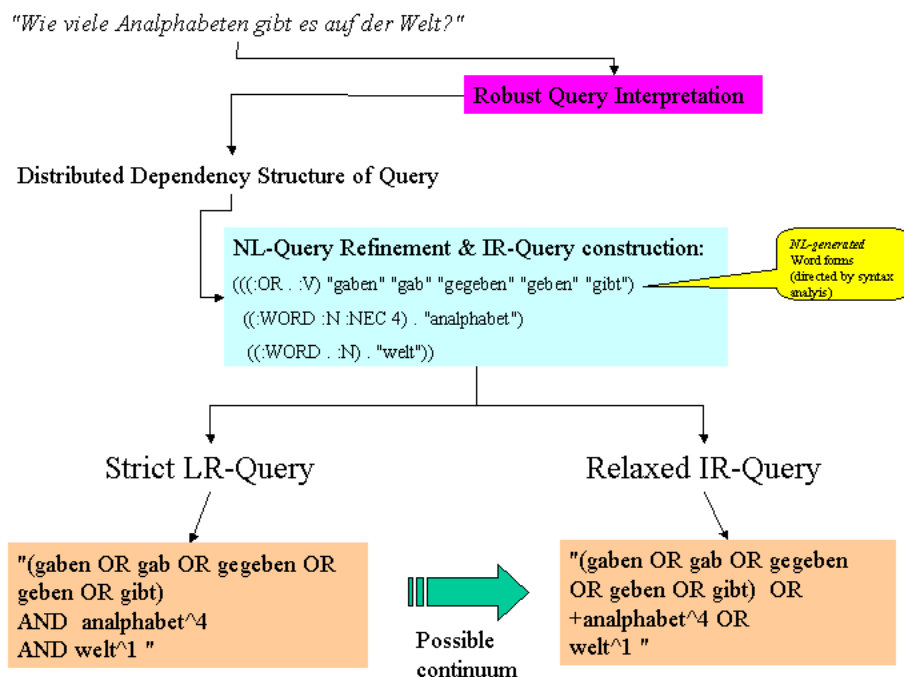 "Wie viele Analphabeten gibt es auf der Welt?"
Robust Query Interpretation
Distributed Dependency Structure of Query
NL-Query Refinement & IR-Query construction:
(((:OR . :V) "gaben" "gab" "gegeben" "geben" "gibt")
((:WORD :N :NEC 4) . "analphabet")
((:WORD . :N) . "welt"))
NL-generated
Word forms
(directed by syntax
analyis)
Strict LR-Query
Relaxed IR-Query
"(gaben OR gab OR gegeben OR
geben OR gibt)
AND analphabet^4
AND welt^1 "
Possible
continuum
"(gaben OR gab OR gegeben
OR geben OR gibt) OR
+analphabet^4 OR
welt^1 "